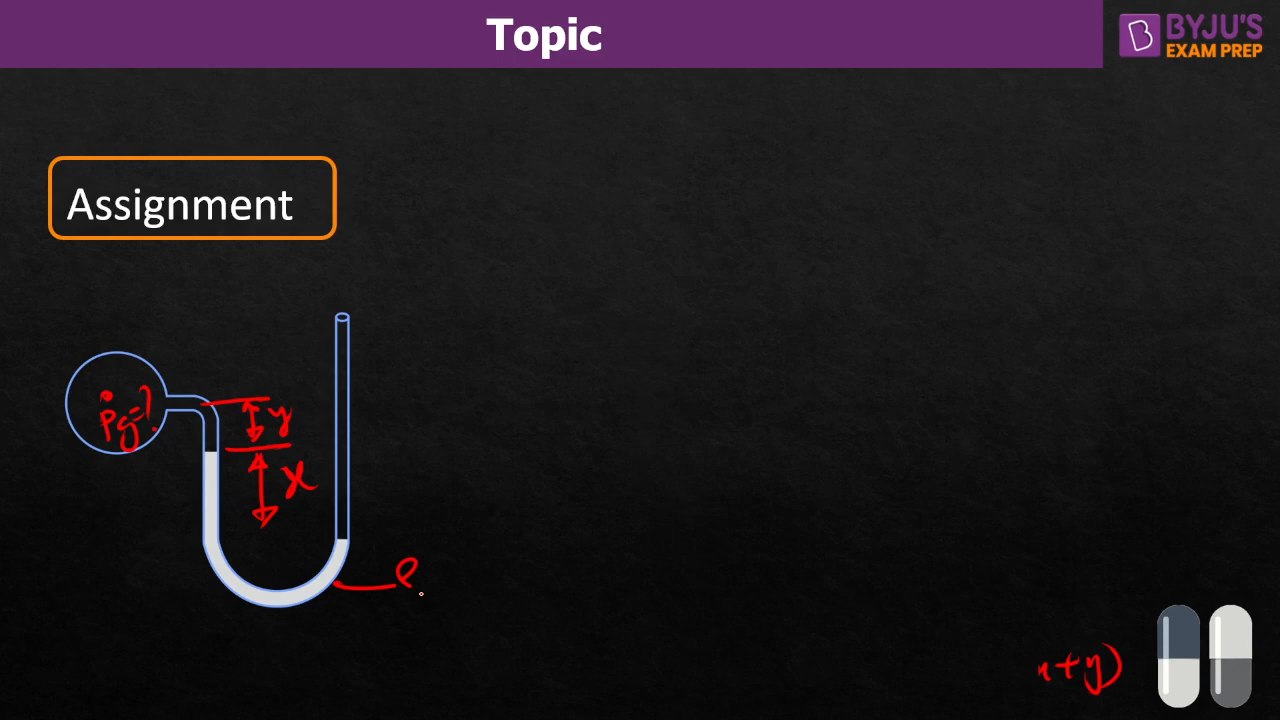 Topic
BYJU'S
EXAM PREP
Assignment
Pg=?
y
x
ρ
x+y)